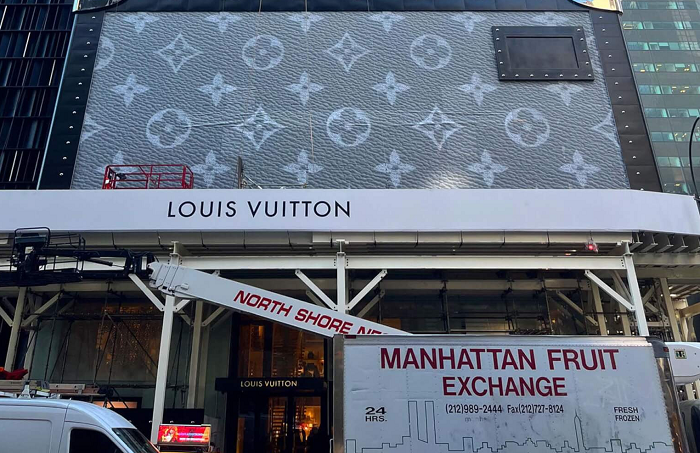 LOUIS VUITTON
NORTH SHORE
LOUIS VUITTON
MANHATTAN FRUIT
EXCHANGE
(212)989-2444 Fax(212)727-8124
24
HRS.
FRESH
FROZEN